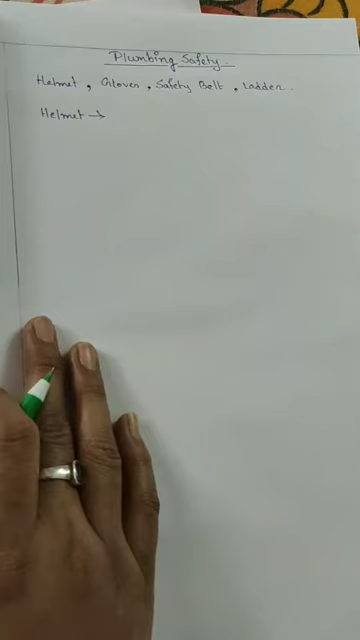 Plumbing Safety.
Helmet, Gloves, Safety Belt, Ladder.
Helmet →